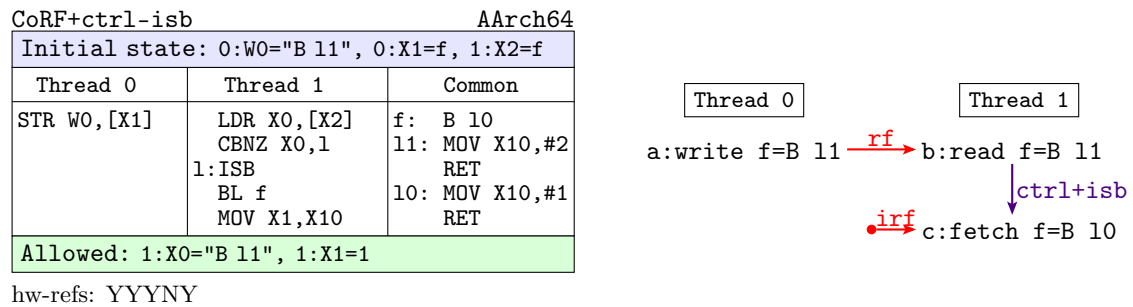 CoRF+ctrl-isb AArch64
Initial state: 0:W0="B l1", 0:X1=f, 1:X2=f
Thread 0 Thread 1 Common
STR W0,[X1] LDR X0,[X2] f: B l0
CBNZ X0,l l1: MOV X10,#2
l:ISB RET
BL f l0: MOV X10,#1
MOV X1,X10 RET
Allowed: 1:X0="B l1", 1:X1=1
hw-refs: YYYNY
Thread 0 Thread 1
a:write f=B l1 rf b:read f=B l1
ctrl+isb
irf c:fetch f=B l0